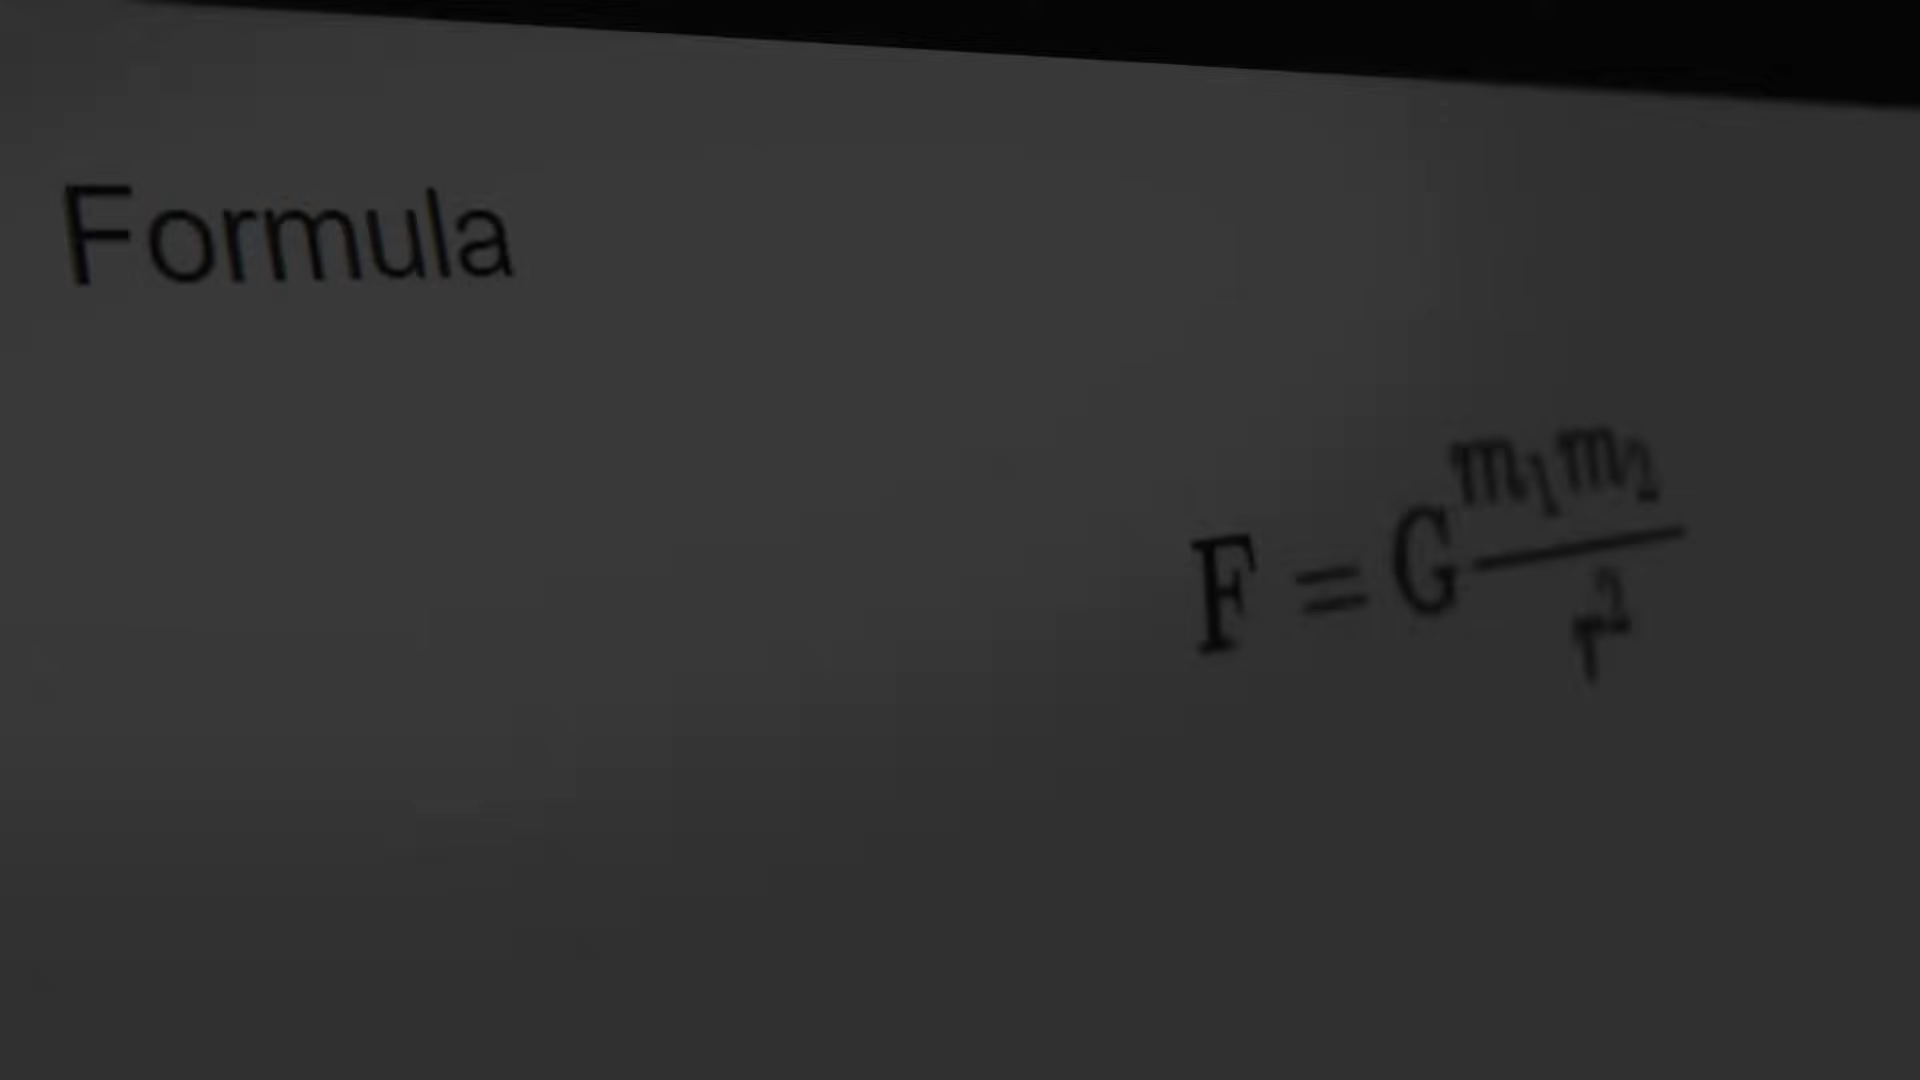 Formula
F = G m₁m₂ / r²